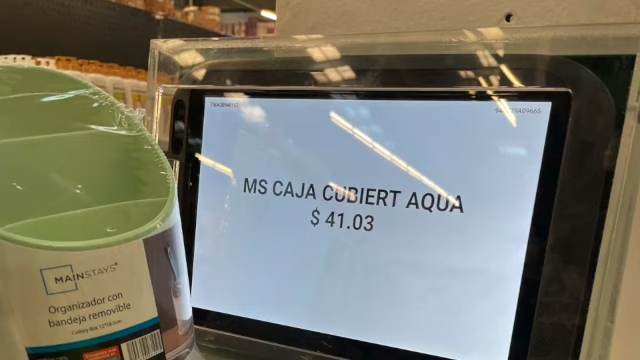 MS CAJA CUBIERT AQUA
$ 41.03
MAINSTAYS
Organizador con
bandeja removible